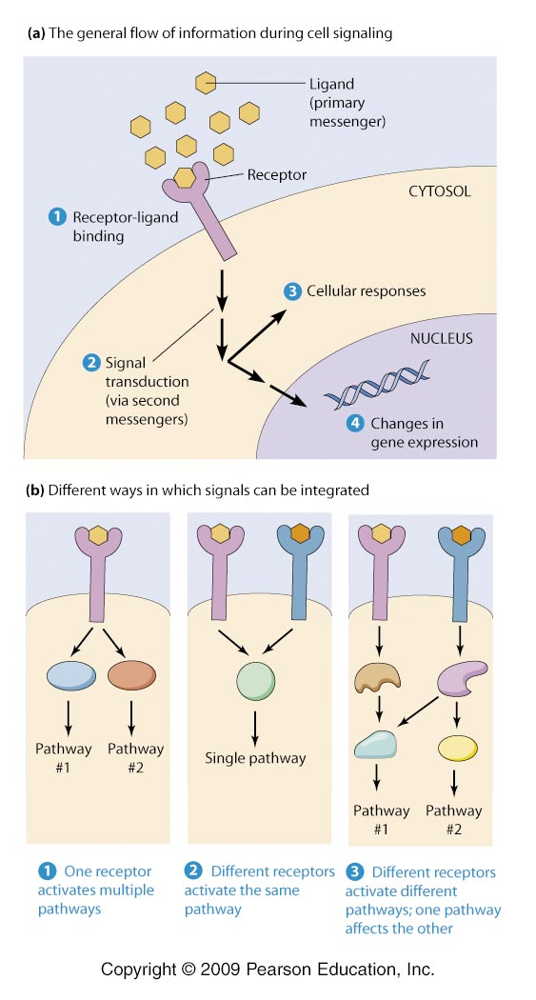 (a) The general flow of information during cell signaling
Ligand
(primary
messenger)
Receptor
CYTOSOL
1 Receptor-ligand
binding
3 Cellular responses
NUCLEUS
2 Signal
transduction
(via second
messengers)
4 Changes in
gene expression
(b) Different ways in which signals can be integrated
Pathway
#1
Pathway
#2
Single pathway
Pathway
#1
Pathway
#2
1 One receptor
activates multiple
pathways
2 Different receptors
activate the same
pathway
3 Different receptors
activate different
pathways; one pathway
affects the other
Copyright © 2009 Pearson Education, Inc.